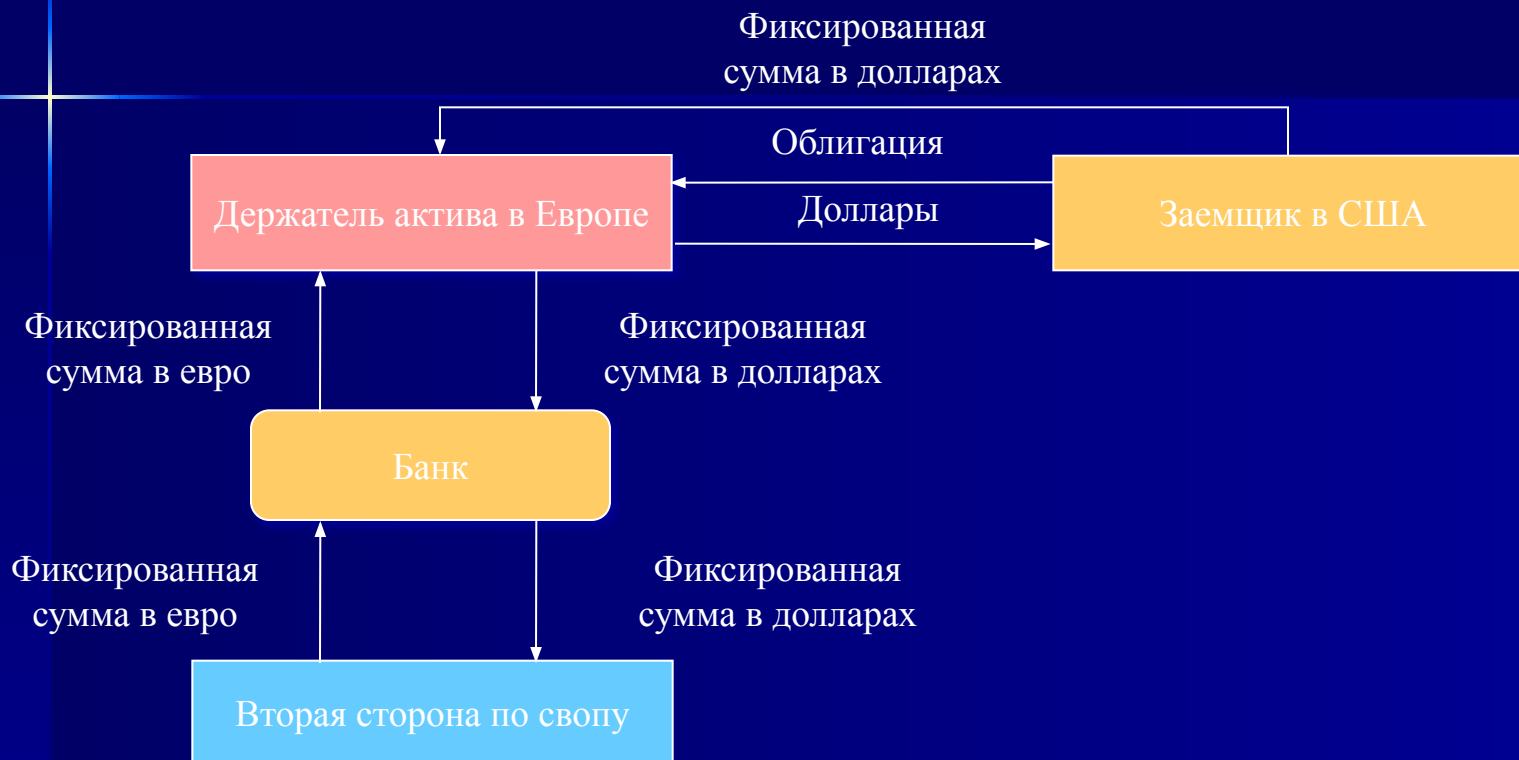 Фиксированная
сумма в долларах
Облигация
Держатель актива в Европе
Доллары
Заемщик в США
Фиксированная
сумма в евро
Фиксированная
сумма в долларах
Банк
Фиксированная
сумма в евро
Фиксированная
сумма в долларах
Вторая сторона по свопу